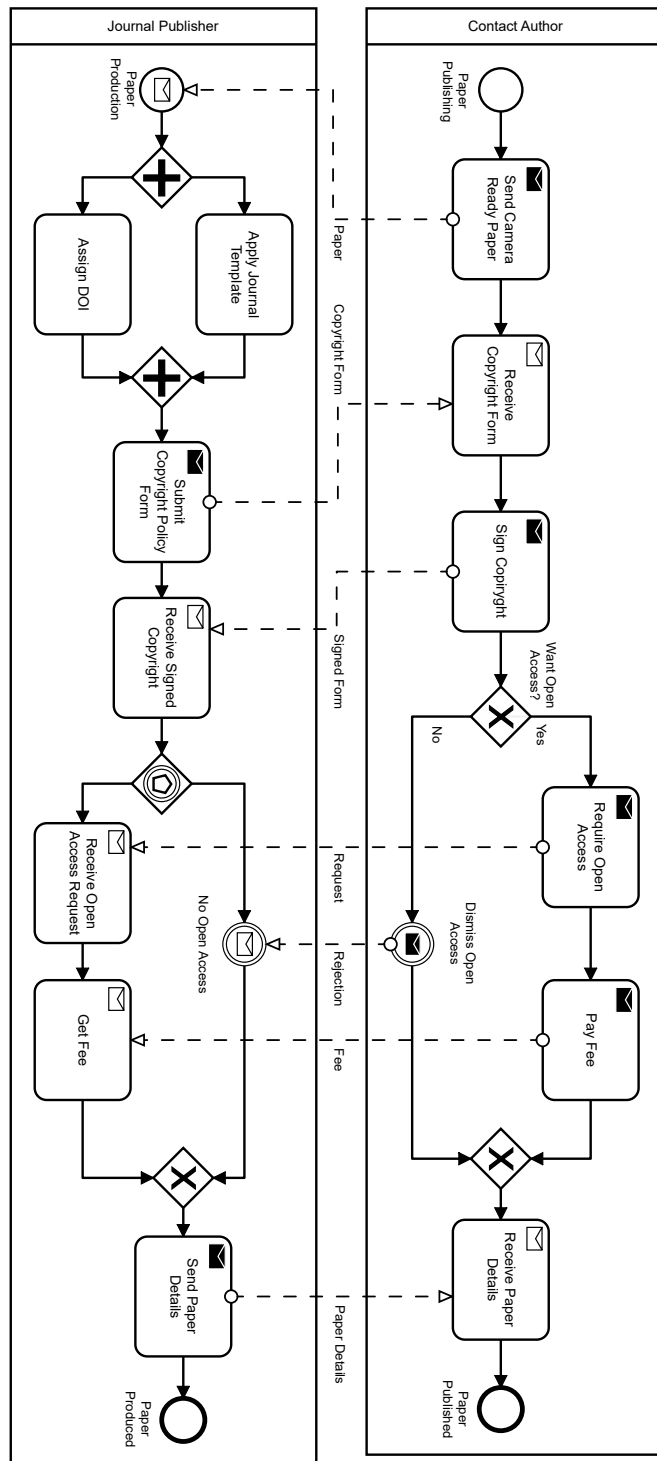 Contact Author
Paper
Publishing
Send Camera
Ready Paper
Receive
Copyright Form
Sign Copiryght
Want Open
Access?
Yes
No
Require Open
Access
Pay Fee
Dismiss Open
Access
Receive Paper
Details
Paper
Published
Paper
Copyright Form
Signed Form
Request
Rejection
Fee
Paper Details
Journal Publisher
Paper
Production
Apply Journal
Template
Assign DOI
Submit
Copyright Policy
Form
Receive Signed
Copyright
No Open Access
Receive Open
Access Request
Get Fee
Send Paper
Details
Paper
Produced